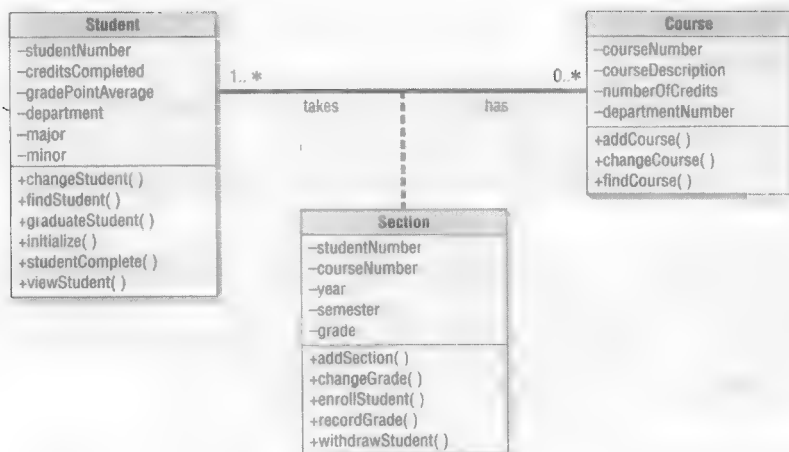 Student
–studentNumber
–creditsCompleted
–gradePointAverage
–department
–major
–minor
+changeStudent( )
+findStudent( )
+graduateStudent( )
+initialize( )
+studentComplete( )
+viewStudent( )
1.. *
takes
has
0..*
Course
–courseNumber
–courseDescription
–numberOfCredits
–departmentNumber
+addCourse( )
+changeCourse( )
+findCourse( )
Section
–studentNumber
–courseNumber
–year
–semester
–grade
+addSection( )
+changeGrade( )
+enrollStudent( )
+recordGrade( )
+withdrawStudent( )